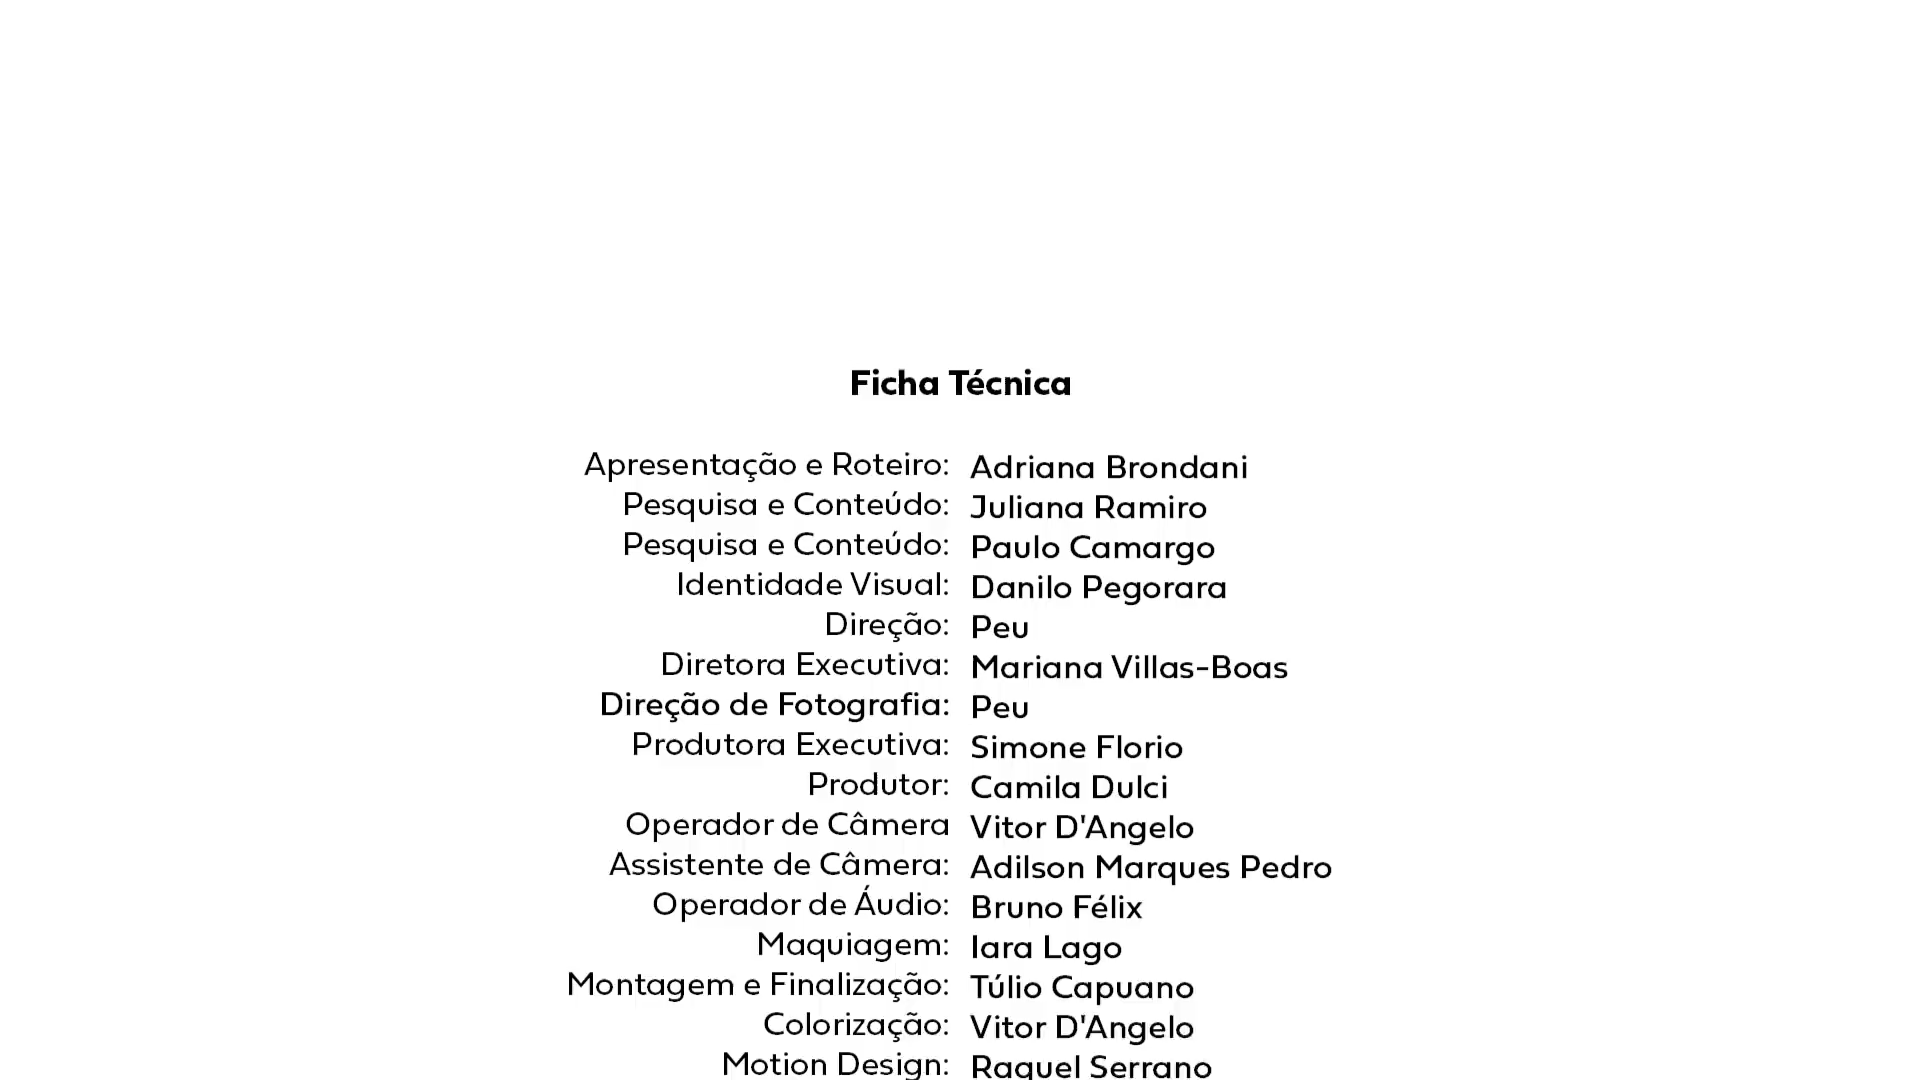 Ficha Técnica
Apresentação e Roteiro: Adriana Brondani
Pesquisa e Conteúdo: Juliana Ramiro
Pesquisa e Conteúdo: Paulo Camargo
Identidade Visual: Danilo Pegorara
Direção: Peu
Diretora Executiva: Mariana Villas-Boas
Direção de Fotografia: Peu
Produtora Executiva: Simone Florio
Produtor: Camila Dulci
Operador de Câmera Vitor D'Angelo
Assistente de Câmera: Adilson Marques Pedro
Operador de Áudio: Bruno Félix
Maquiagem: Iara Lago
Montagem e Finalização: Túlio Capuano
Colorização: Vitor D'Angelo
Motion Design: Raquel Serrano